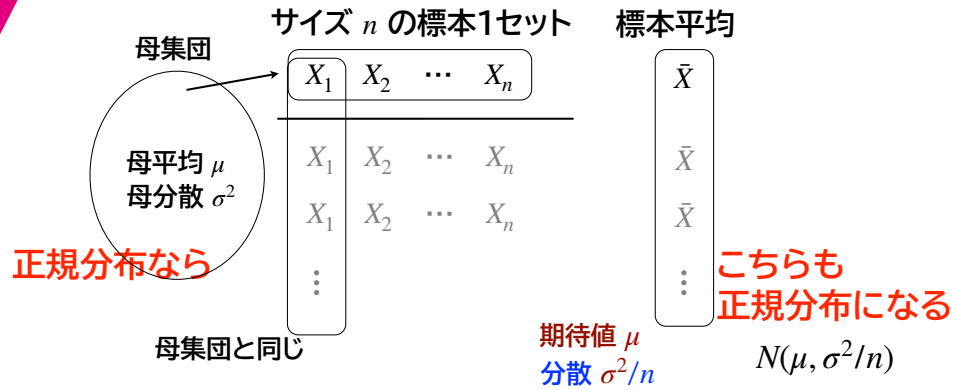 サイズ n の標本1セット
標本平均
母集団
X₁ X₂ ⋯ Xₙ
X̄
母平均 μ
母分散 σ²
X₁ X₂ ⋯ Xₙ
X̄
X₁ X₂ ⋯ Xₙ
X̄
正規分布なら
⋮
⋮
こちらも
正規分布になる
母集団と同じ
期待値 μ
分散 σ²/n
N(μ, σ²/n)